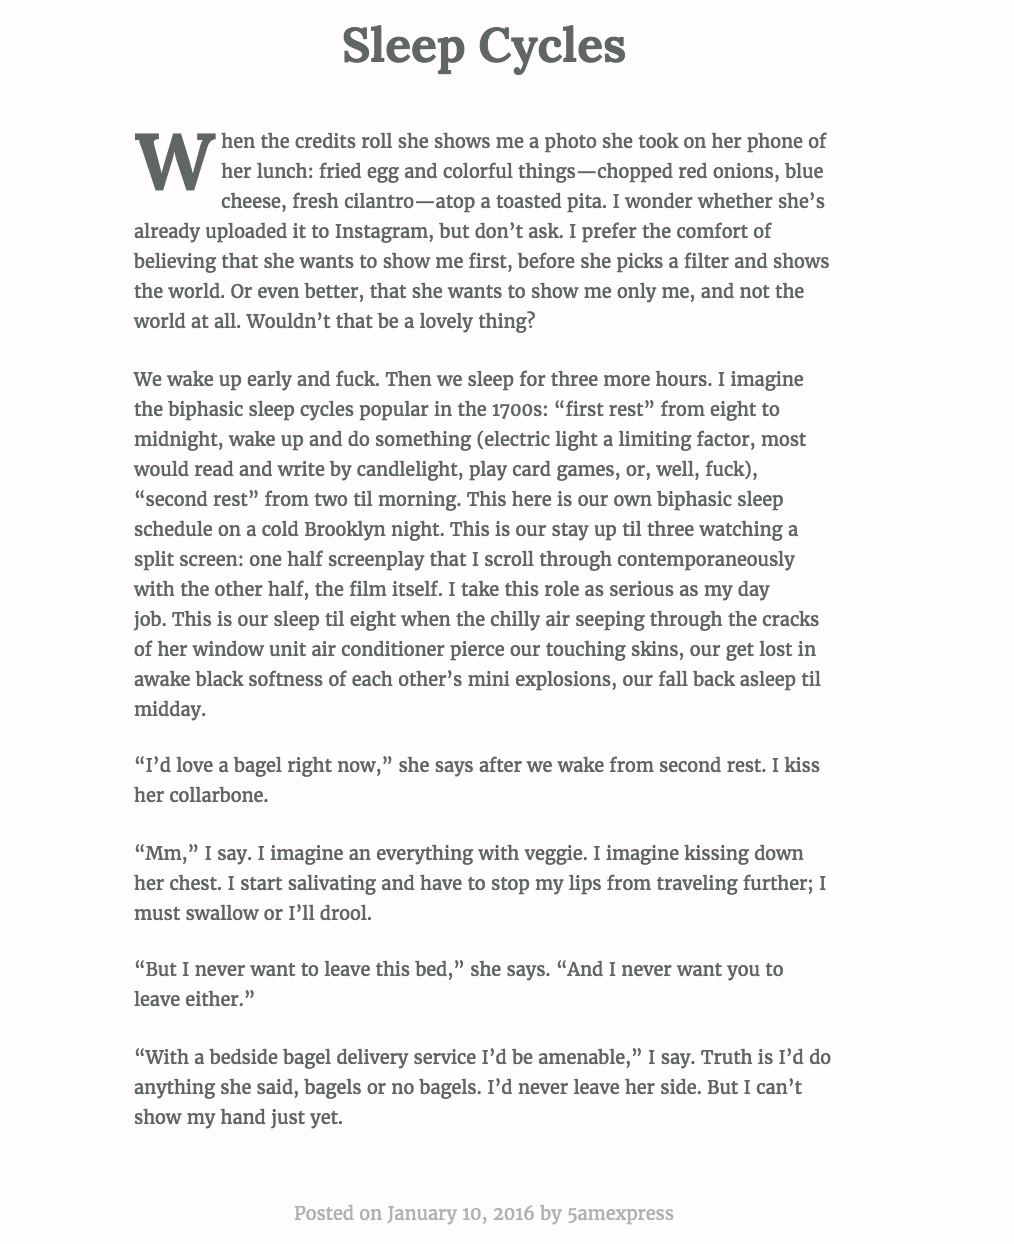 Sleep Cycles
When the credits roll she shows me a photo she took on her phone of
her lunch: fried egg and colorful things—chopped red onions, blue
cheese, fresh cilantro—atop a toasted pita. I wonder whether she’s
already uploaded it to Instagram, but don’t ask. I prefer the comfort of
believing that she wants to show me first, before she picks a filter and shows
the world. Or even better, that she wants to show me only me, and not the
world at all. Wouldn’t that be a lovely thing?
We wake up early and fuck. Then we sleep for three more hours. I imagine
the biphasic sleep cycles popular in the 1700s: “first rest” from eight to
midnight, wake up and do something (electric light a limiting factor, most
would read and write by candlelight, play card games, or, well, fuck),
“second rest” from two til morning. This here is our own biphasic sleep
schedule on a cold Brooklyn night. This is our stay up til three watching a
split screen: one half screenplay that I scroll through contemporaneously
with the other half, the film itself. I take this role as serious as my day
job. This is our sleep til eight when the chilly air seeping through the cracks
of her window unit air conditioner pierce our touching skins, our get lost in
awake black softness of each other’s mini explosions, our fall back asleep til
midday.
“I’d love a bagel right now,” she says after we wake from second rest. I kiss
her collarbone.
“Mm,” I say. I imagine an everything with veggie. I imagine kissing down
her chest. I start salivating and have to stop my lips from traveling further; I
must swallow or I’ll drool.
“But I never want to leave this bed,” she says. “And I never want you to
leave either.”
“With a bedside bagel delivery service I’d be amenable,” I say. Truth is I’d do
anything she said, bagels or no bagels. I’d never leave her side. But I can’t
show my hand just yet.
Posted on January 10, 2016 by 5amexpress